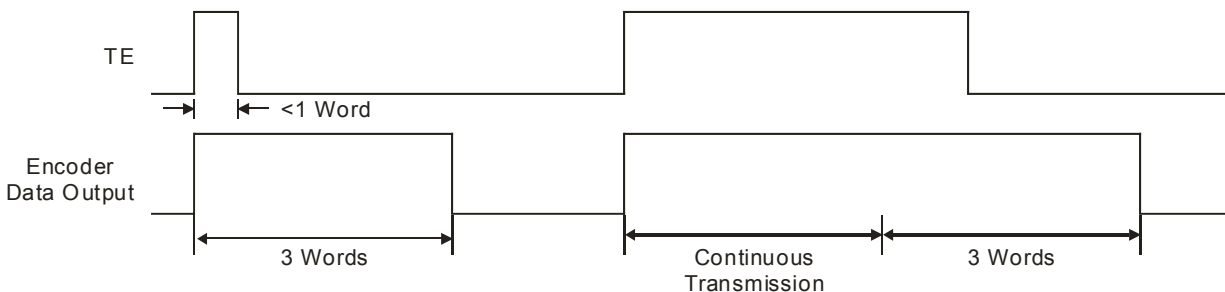 TE
<1 Word
Encoder
Data Output
3 Words
Continuous
Transmission
3 Words